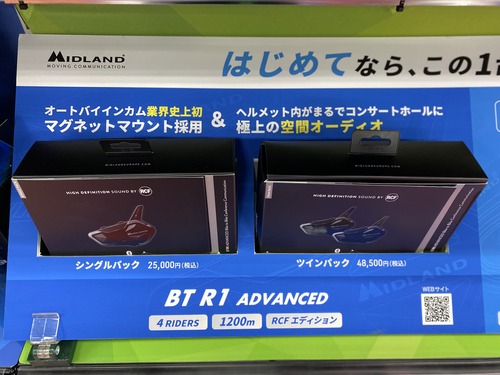 MIDLAND®
MOVING COMMUNICATION
はじめてなら、この1
オートバイインカム業界史上初
マグネットマウント採用
&
ヘルメット内がまるでコンサートホールに
極上の空間オーディオ
MIDLANDEUROPE.COM
HIGH DEFINITION SOUND BY RCF
MIDLANDEUROPE.COM
HIGH DEFINITION SOUND BY RCF
シングルパック 25,000円(税込)
ツインパック 48,500円(税込)
BT R1 ADVANCED
4 RIDERS
1200m
RCF エディション
MIDLAND
WEBサイト